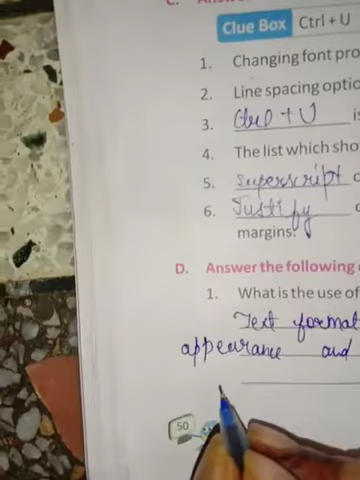 Clue Box Ctrl + U
1. Changing font pro
2. Line spacing optio
3. Ctrl + U is
4. The list which sho
5. Superscript
6. Justify
margins.
D. Answer the following
1. What is the use of
Text format
appearance and
50